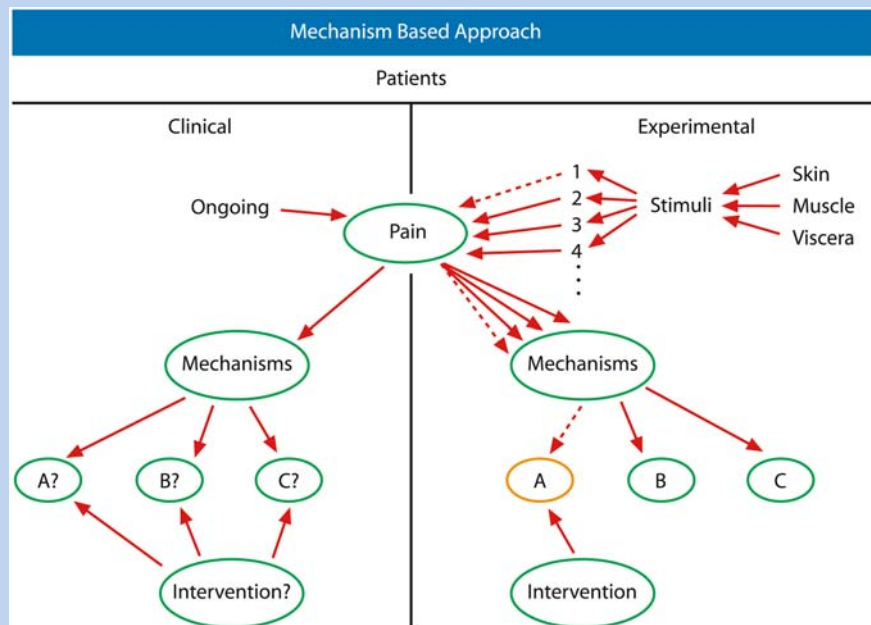 Mechanism Based Approach
Patients
Clinical
Experimental
Ongoing
Pain
1
2
3
4
Stimuli
Skin
Muscle
Viscera
Mechanisms
Mechanisms
A?
B?
C?
A
B
C
Intervention?
Intervention